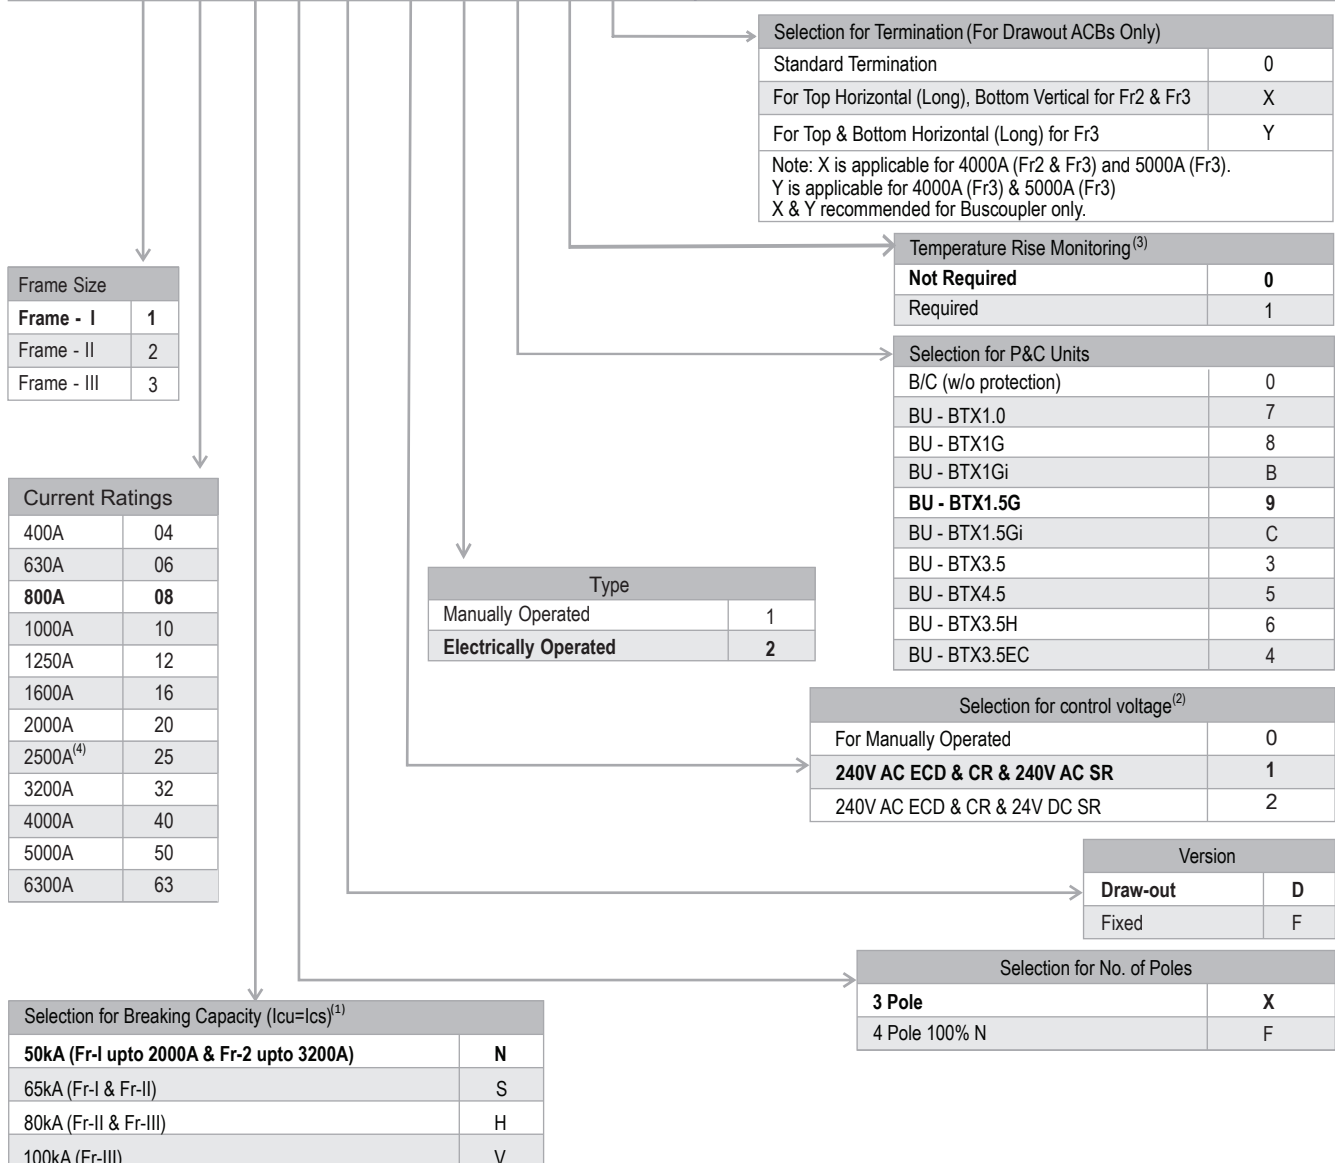 Selection for Termination (For Drawout ACBs Only)
Standard Termination 0
For Top Horizontal (Long), Bottom Vertical for Fr2 & Fr3 X
For Top & Bottom Horizontal (Long) for Fr3 Y
Note: X is applicable for 4000A (Fr2 & Fr3) and 5000A (Fr3).
Y is applicable for 4000A (Fr3) & 5000A (Fr3)
X & Y recommended for Buscoupler only.
Temperature Rise Monitoring(3)
Not Required 0
Required 1
Frame Size
Frame - I 1
Frame - II 2
Frame - III 3
Selection for P&C Units
B/C (w/o protection) 0
BU - BTX1.0 7
BU - BTX1G 8
BU - BTX1Gi B
BU - BTX1.5G 9
BU - BTX1.5Gi C
BU - BTX3.5 3
BU - BTX4.5 5
BU - BTX3.5H 6
BU - BTX3.5EC 4
Current Ratings
400A 04
630A 06
800A 08
1000A 10
1250A 12
1600A 16
2000A 20
2500A(4) 25
3200A 32
4000A 40
5000A 50
6300A 63
Type
Manually Operated 1
Electrically Operated 2
Selection for control voltage(2)
For Manually Operated 0
240V AC ECD & CR & 240V AC SR 1
240V AC ECD & CR & 24V DC SR 2
Version
Draw-out D
Fixed F
Selection for No. of Poles
3 Pole X
4 Pole 100% N F
Selection for Breaking Capacity (Icu=Ics)(1)
50kA (Fr-I upto 2000A & Fr-2 upto 3200A) N
65kA (Fr-I & Fr-II) S
80kA (Fr-II & Fr-III) H
100kA (Fr-III) V